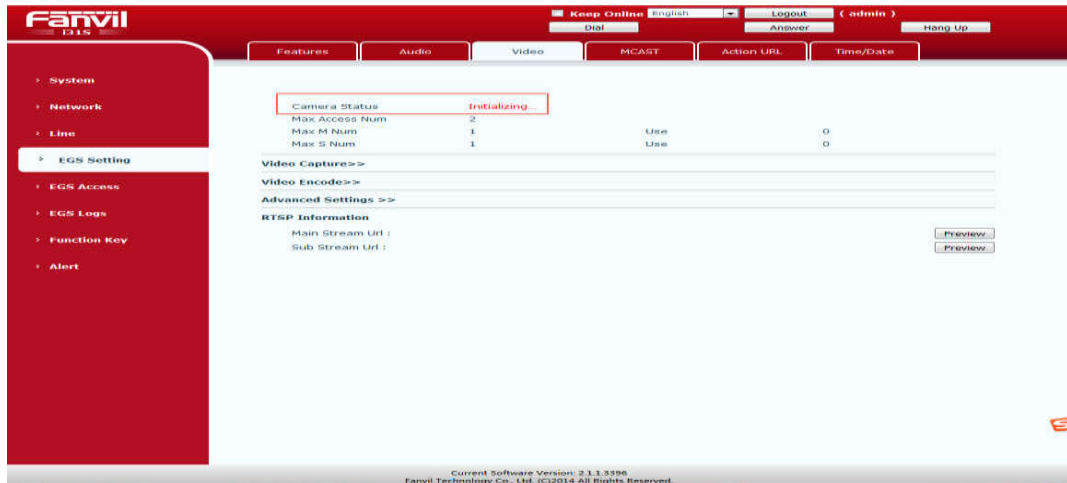 Fanvil
i31S
Keep Online English Logout ( admin )
Dial Answer Hang Up
Features Audio Video MCAST Action URL Time/Date
› System
› Network
› Line
› EGS Setting
› EGS Access
› EGS Logs
› Function Key
› Alert
Camera Status Initializing...
Max Access Num 2
Max M Num 1 Use 0
Max S Num 1 Use 0
Video Capture>>
Video Encode>>
Advanced Settings >>
RTSP Information
Main Stream Url : Preview
Sub Stream Url : Preview
Current Software Version: 2.1.1.3396
Fanvil Technology Co., Ltd. (C)2014 All Rights Reserved.